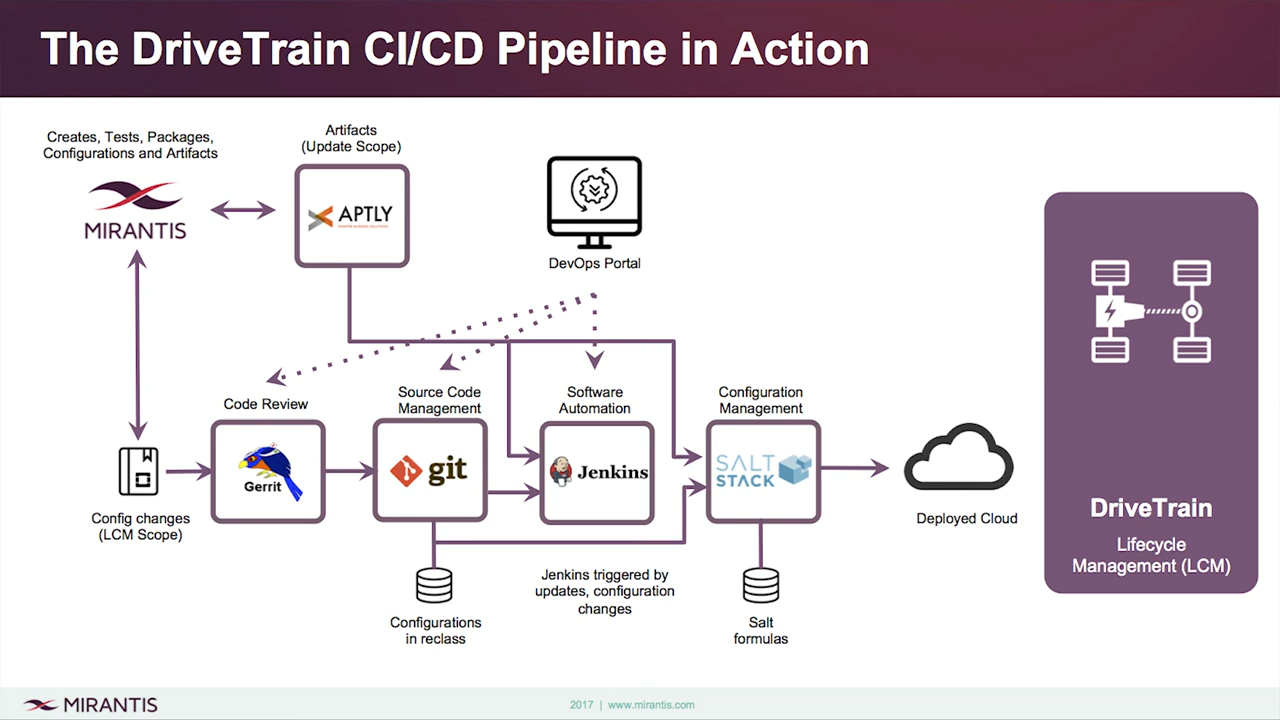 The DriveTrain CI/CD Pipeline in Action
Creates, Tests, Packages,
Configurations and Artifacts
MIRANTIS
Artifacts
(Update Scope)
APTLY
DevOps Portal
Code Review
Gerrit
Source Code
Management
git
Software
Automation
Jenkins
Configuration
Management
SALT
STACK
Config changes
(LCM Scope)
Deployed Cloud
Configurations
in reclass
Jenkins triggered by
updates, configuration
changes
Salt
formulas
DriveTrain
Lifecycle
Management (LCM)
MIRANTIS
2017 | www.mirantis.com